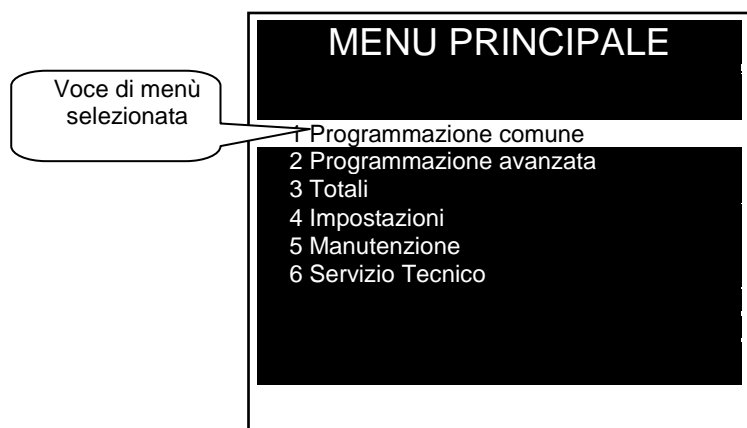 MENU PRINCIPALE
Voce di menù
selezionata
1 Programmazione comune
2 Programmazione avanzata
3 Totali
4 Impostazioni
5 Manutenzione
6 Servizio Tecnico